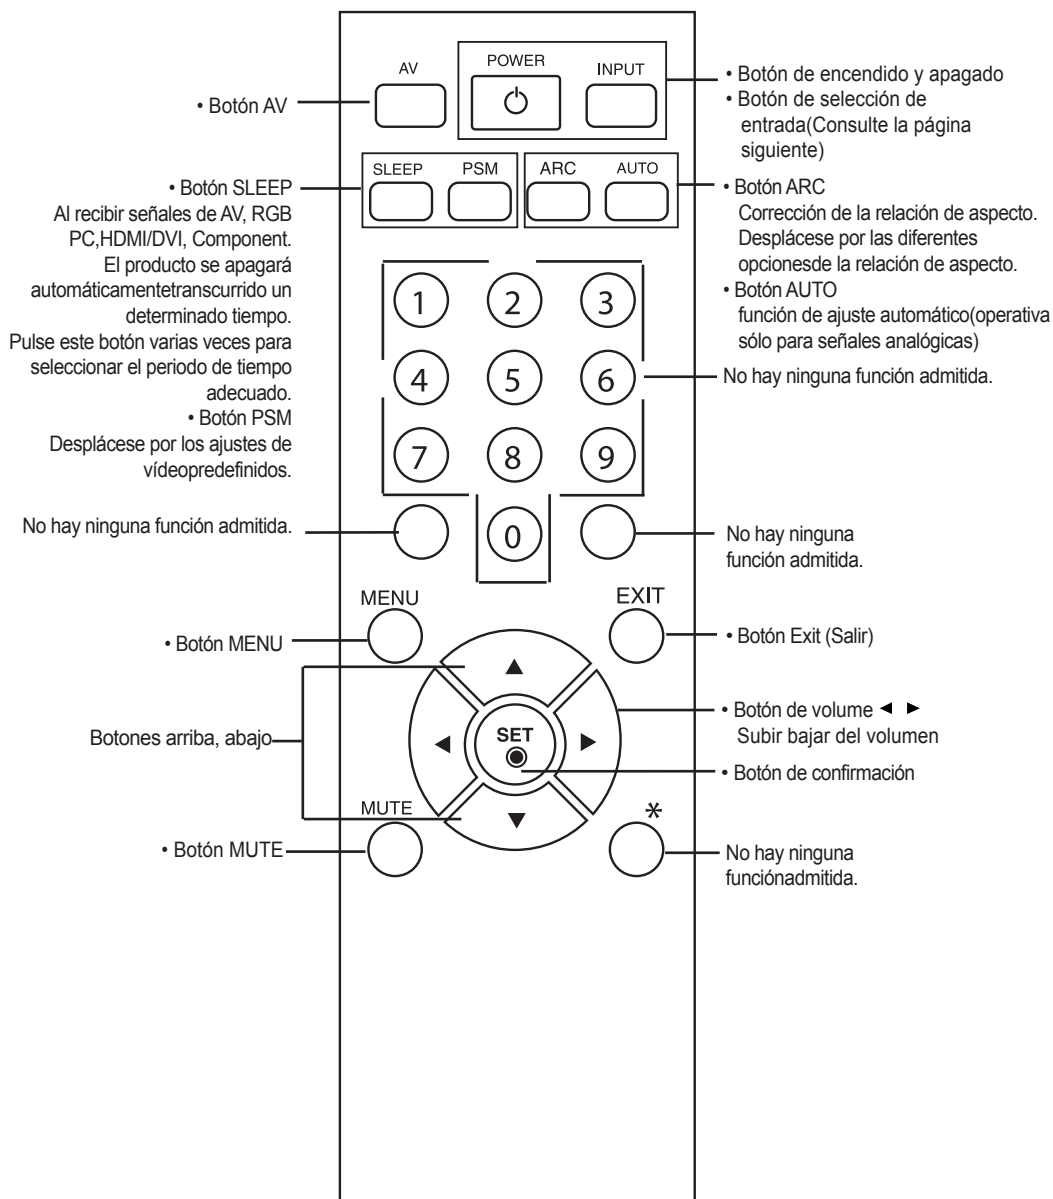 AV
POWER
INPUT
• Botón AV
• Botón de encendido y apagado
• Botón de selección de
entrada(Consulte la página
siguiente)
SLEEP
PSM
ARC
AUTO
• Botón SLEEP
Al recibir señales de AV, RGB
PC,HDMI/DVI, Component.
El producto se apagará
automáticamentetranscurrido un
determinado tiempo.
Pulse este botón varias veces para
seleccionar el periodo de tiempo
adecuado.
• Botón PSM
Desplácese por los ajustes de
vídeopredefinidos.
• Botón ARC
Corrección de la relación de aspecto.
Desplácese por las diferentes
opcionesde la relación de aspecto.
• Botón AUTO
función de ajuste automático(operativa
sólo para señales analógicas)
1 2 3
4 5 6
7 8 9
0
No hay ninguna función admitida.
No hay ninguna función admitida.
No hay ninguna
función admitida.
MENU
EXIT
• Botón MENU
• Botón Exit (Salir)
Botones arriba, abajo
▲
◄
SET
►
▼
• Botón de volume ◄ ►
Subir bajar del volumen
• Botón de confirmación
MUTE
*
• Botón MUTE
No hay ninguna
funciónadmitida.